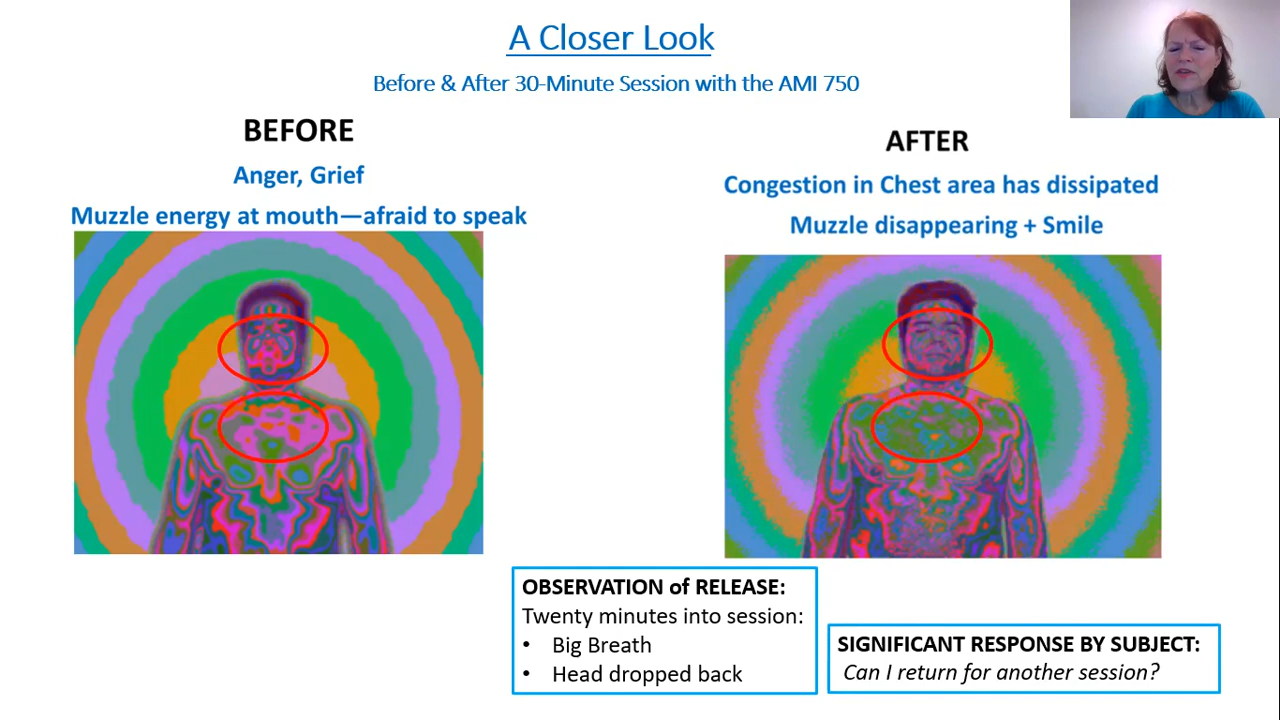 A Closer Look
Before & After 30-Minute Session with the AMI 750
BEFORE
Anger, Grief
Muzzle energy at mouth—afraid to speak
AFTER
Congestion in Chest area has dissipated
Muzzle disappearing + Smile
OBSERVATION of RELEASE:
Twenty minutes into session:
• Big Breath
• Head dropped back
SIGNIFICANT RESPONSE BY SUBJECT:
Can I return for another session?